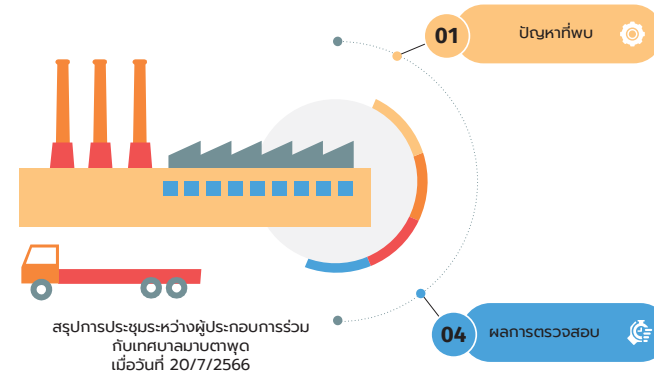 01 ปัญหาที่พบ
04 ผลการตรวจสอบ
สรุปการประชุมระหว่างผู้ประกอบการร่วม
กับเทศบาลมาบตาพุด
เมื่อวันที่ 20/7/2566